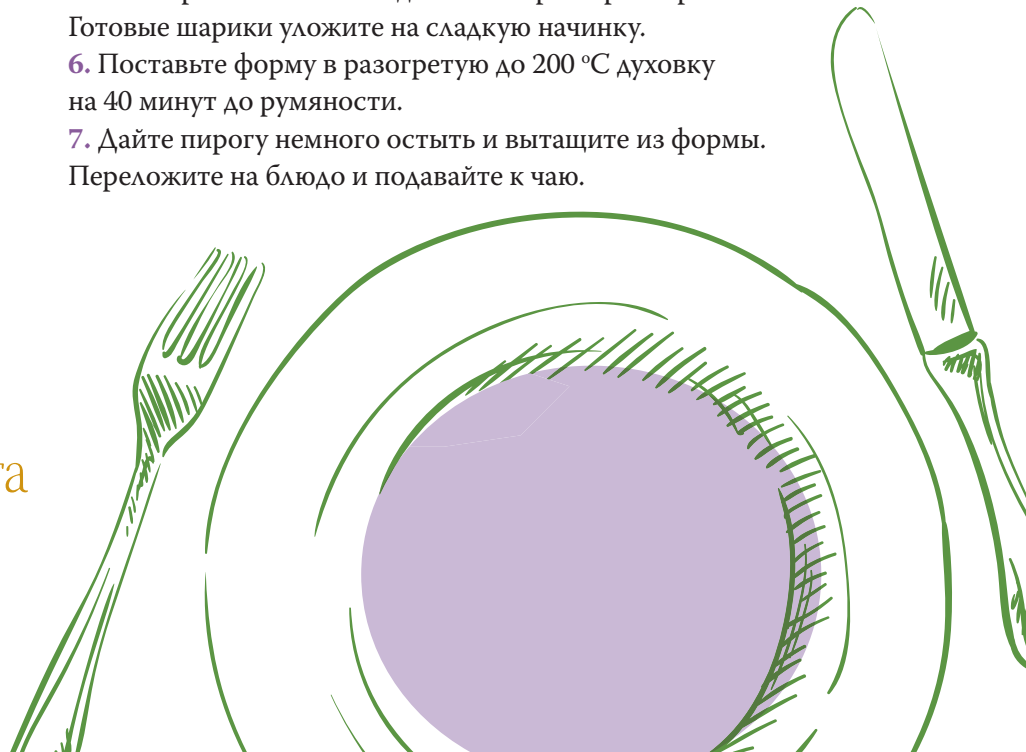 Готовые шарики уложите на сладкую начинку.
6. Поставьте форму в разогретую до 200 °С духовку
на 40 минут до румяности.
7. Дайте пирогу немного остыть и вытащите из формы.
Переложите на блюдо и подавайте к чаю.